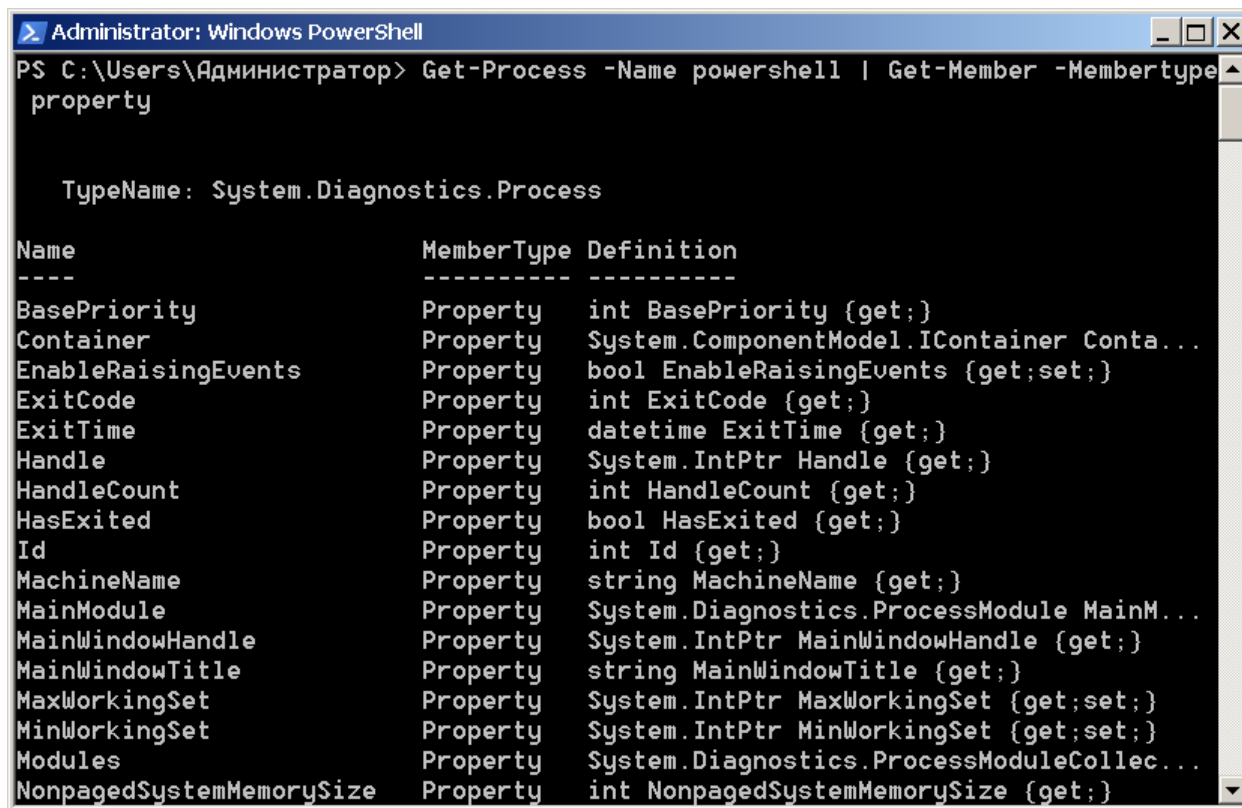 Administrator: Windows PowerShell
PS C:\Users\Администратор> Get-Process -Name powershell | Get-Member -Membertype
 property
   TypeName: System.Diagnostics.Process
Name                       MemberType Definition
----                       ---------- ----------
BasePriority               Property   int BasePriority {get;}
Container                  Property   System.ComponentModel.IContainer Conta...
EnableRaisingEvents        Property   bool EnableRaisingEvents {get;set;}
ExitCode                   Property   int ExitCode {get;}
ExitTime                   Property   datetime ExitTime {get;}
Handle                     Property   System.IntPtr Handle {get;}
HandleCount                Property   int HandleCount {get;}
HasExited                  Property   bool HasExited {get;}
Id                         Property   int Id {get;}
MachineName                Property   string MachineName {get;}
MainModule                 Property   System.Diagnostics.ProcessModule MainM...
MainWindowHandle           Property   System.IntPtr MainWindowHandle {get;}
MainWindowTitle            Property   string MainWindowTitle {get;}
MaxWorkingSet              Property   System.IntPtr MaxWorkingSet {get;set;}
MinWorkingSet              Property   System.IntPtr MinWorkingSet {get;set;}
Modules                    Property   System.Diagnostics.ProcessModuleCollec...
NonpagedSystemMemorySize   Property   int NonpagedSystemMemorySize {get;}